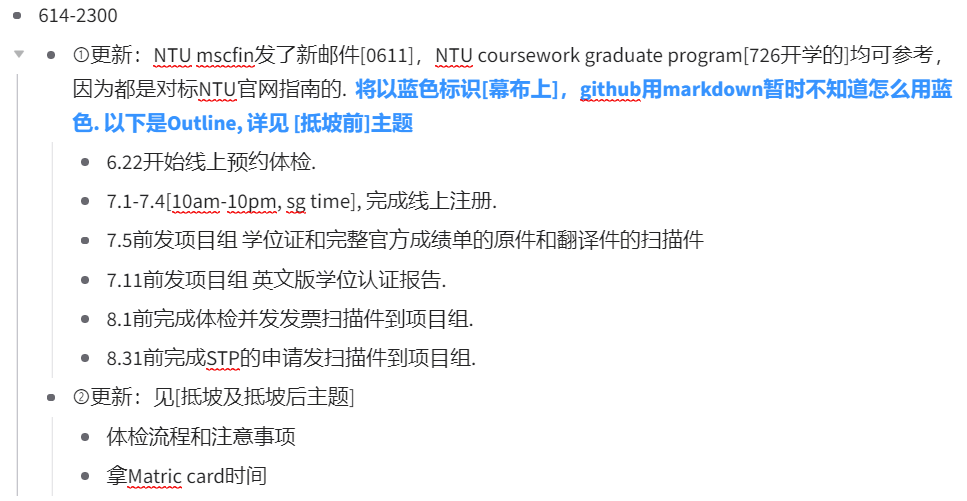 614-2300
①更新：NTU mscfin发了新邮件[0611]，NTU coursework graduate program[726开学的]均可参考，
因为都是对标NTU官网指南的. 将以蓝色标识[幕布上]，github用markdown暂时不知道怎么用蓝
色. 以下是Outline, 详见 [抵坡前]主题
6.22开始线上预约体检.
7.1-7.4[10am-10pm, sg time], 完成线上注册.
7.5前发项目组 学位证和完整官方成绩单的原件和翻译件的扫描件
7.11前发项目组 英文版学位认证报告.
8.1前完成体检并发发票扫描件到项目组.
8.31前完成STP的申请发扫描件到项目组.
②更新：见[抵坡及抵坡后主题]
体检流程和注意事项
拿Matric card时间